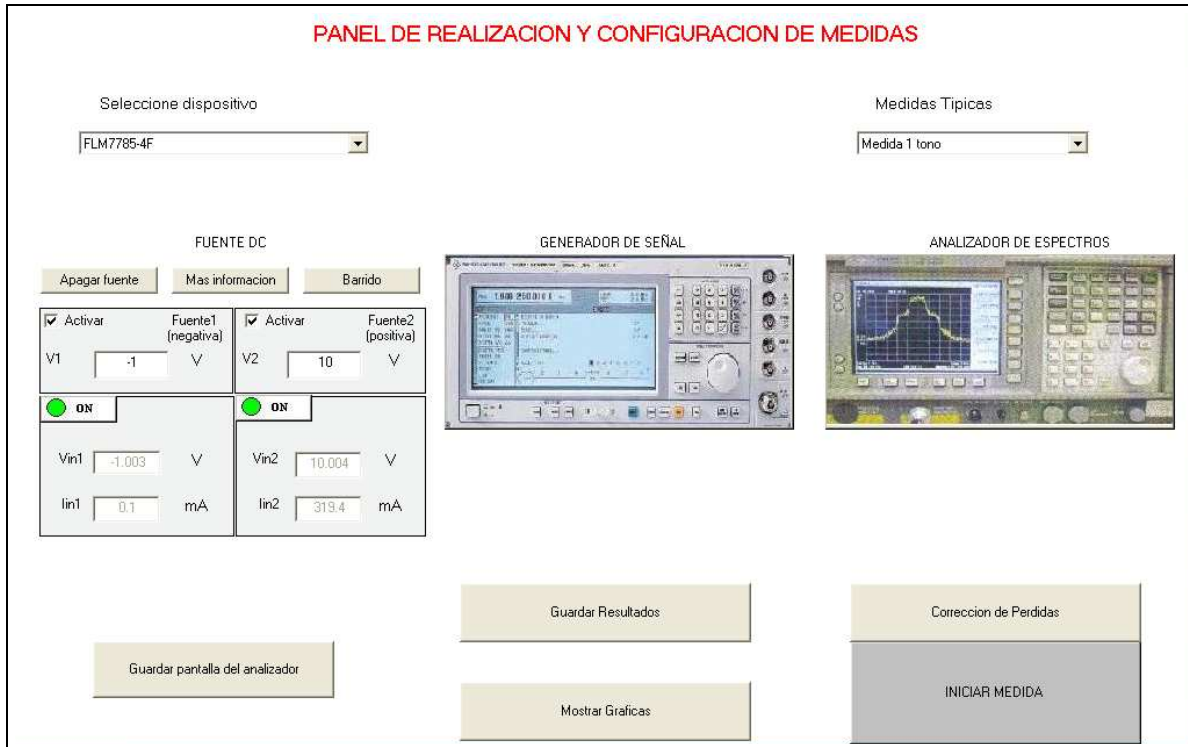 PANEL DE REALIZACION Y CONFIGURACION DE MEDIDAS
Seleccione dispositivo
Medidas Tipicas
FLM7785-4F
Medida 1 tono
FUENTE DC
GENERADOR DE SEÑAL
ANALIZADOR DE ESPECTROS
Apagar fuente
Mas informacion
Barrido
Activar
Fuente1
(negativa)
V1
-1
V
Activar
Fuente2
(positiva)
V2
10
V
ON
Vin1
-1.003
V
Iin1
0.1
mA
ON
Vin2
10.004
V
Iin2
319.4
mA
Guardar Resultados
Correccion de Perdidas
Guardar pantalla del analizador
INICIAR MEDIDA
Mostrar Graficas